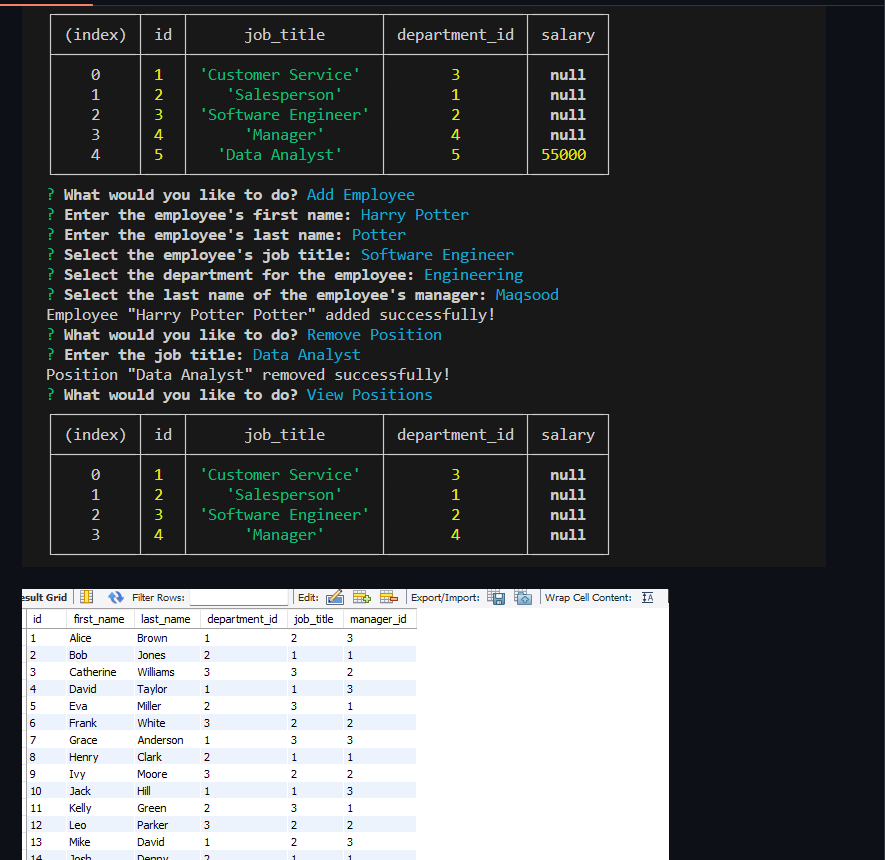 (index) id job_title department_id salary
0 1 'Customer Service' 3 null
1 2 'Salesperson' 1 null
2 3 'Software Engineer' 2 null
3 4 'Manager' 4 null
4 5 'Data Analyst' 5 55000
? What would you like to do? Add Employee
? Enter the employee's first name: Harry Potter
? Enter the employee's last name: Potter
? Select the employee's job title: Software Engineer
? Select the department for the employee: Engineering
? Select the last name of the employee's manager: Maqsood
Employee "Harry Potter Potter" added successfully!
? What would you like to do? Remove Position
? Enter the job title: Data Analyst
Position "Data Analyst" removed successfully!
? What would you like to do? View Positions
(index) id job_title department_id salary
0 1 'Customer Service' 3 null
1 2 'Salesperson' 1 null
2 3 'Software Engineer' 2 null
3 4 'Manager' 4 null
esult Grid Filter Rows: Edit: Export/Import: Wrap Cell Content: IA
id first_name last_name department_id job_title manager_id
1 Alice Brown 1 2 3
2 Bob Jones 2 1 1
3 Catherine Williams 3 3 2
4 David Taylor 1 1 3
5 Eva Miller 2 3 1
6 Frank White 3 2 2
7 Grace Anderson 1 3 3
8 Henry Clark 2 1 1
9 Ivy Moore 3 2 2
10 Jack Hill 1 1 3
11 Kelly Green 2 3 1
12 Leo Parker 3 2 2
13 Mike David 1 2 3
14 Josh Denny 2 1 1